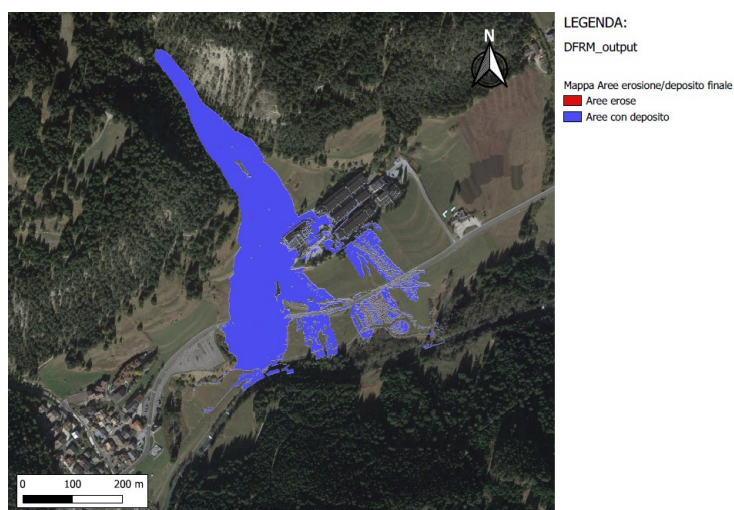 N
LEGENDA:
DFRM_output
Mappa Aree erosione/deposito finale
Aree erose
Aree con deposito
0 100 200 m